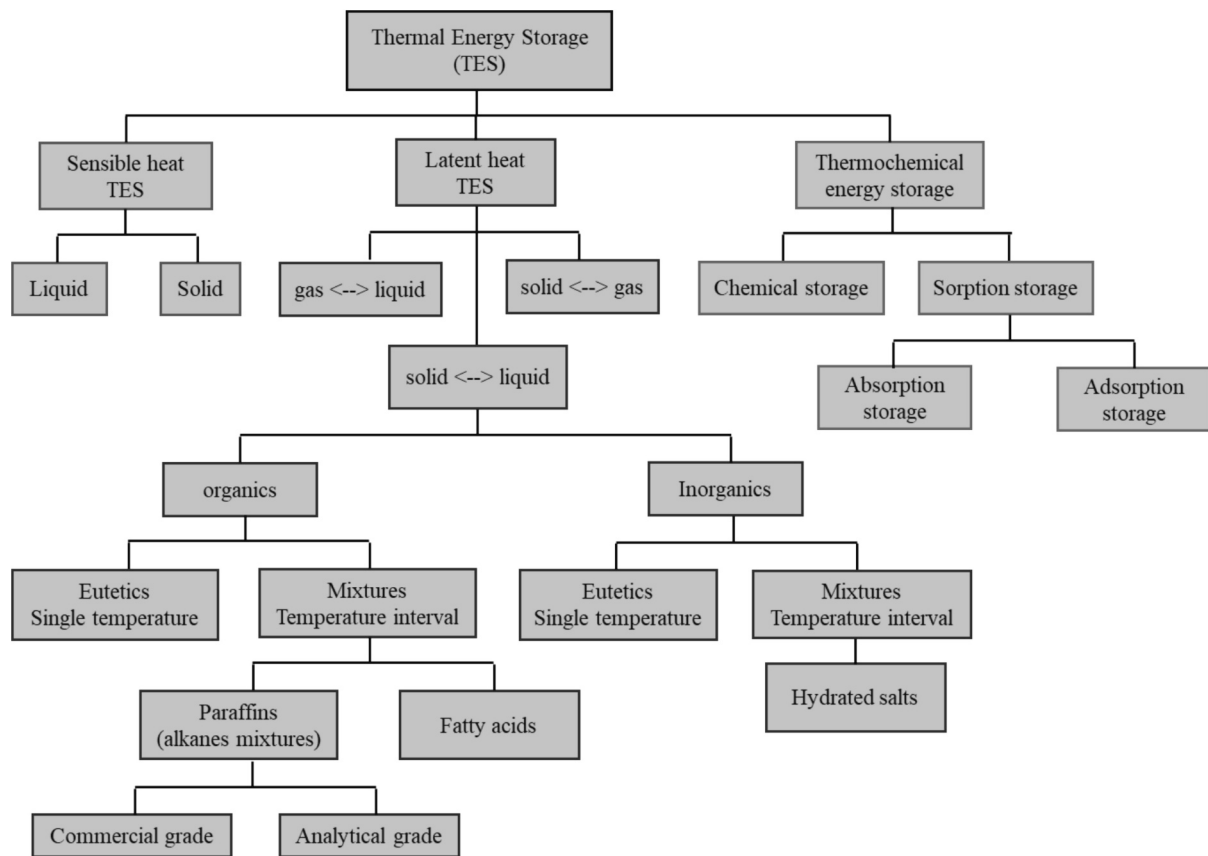 Thermal Energy Storage
(TES)
Sensible heat
TES
Latent heat
TES
Thermochemical
energy storage
Liquid
Solid
gas <--> liquid
solid <--> gas
Chemical storage
Sorption storage
solid <--> liquid
Absorption
storage
Adsorption
storage
organics
Inorganics
Eutetics
Single temperature
Mixtures
Temperature interval
Eutetics
Single temperature
Mixtures
Temperature interval
Paraffins
(alkanes mixtures)
Fatty acids
Hydrated salts
Commercial grade
Analytical grade